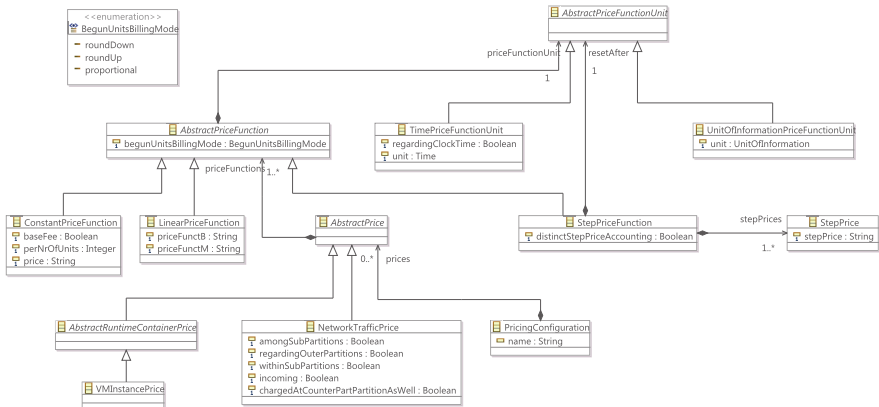 <<enumeration>>
BegunUnitsBillingMode
roundDown
roundUp
proportional
AbstractPriceFunctionUnit
priceFunctionUnit
resetAfter
1
1
AbstractPriceFunction
begunUnitsBillingMode : BegunUnitsBillingMode
TimePriceFunctionUnit
regardingClockTime : Boolean
unit : Time
UnitOfInformationPriceFunctionUnit
unit : UnitOfInformation
priceFunctions
1..*
ConstantPriceFunction
baseFee : Boolean
perNrOfUnits : Integer
price : String
LinearPriceFunction
priceFunctB : String
priceFunctM : String
AbstractPrice
StepPriceFunction
distinctStepPriceAccounting : Boolean
stepPrices
1..*
StepPrice
stepPrice : String
0..*
prices
AbstractRuntimeContainerPrice
NetworkTrafficPrice
amongSubPartitions : Boolean
regardingOuterPartitions : Boolean
withinSubPartitions : Boolean
incoming : Boolean
chargedAtCounterPartPartitionAsWell : Boolean
PricingConfiguration
name : String
VMInstancePrice